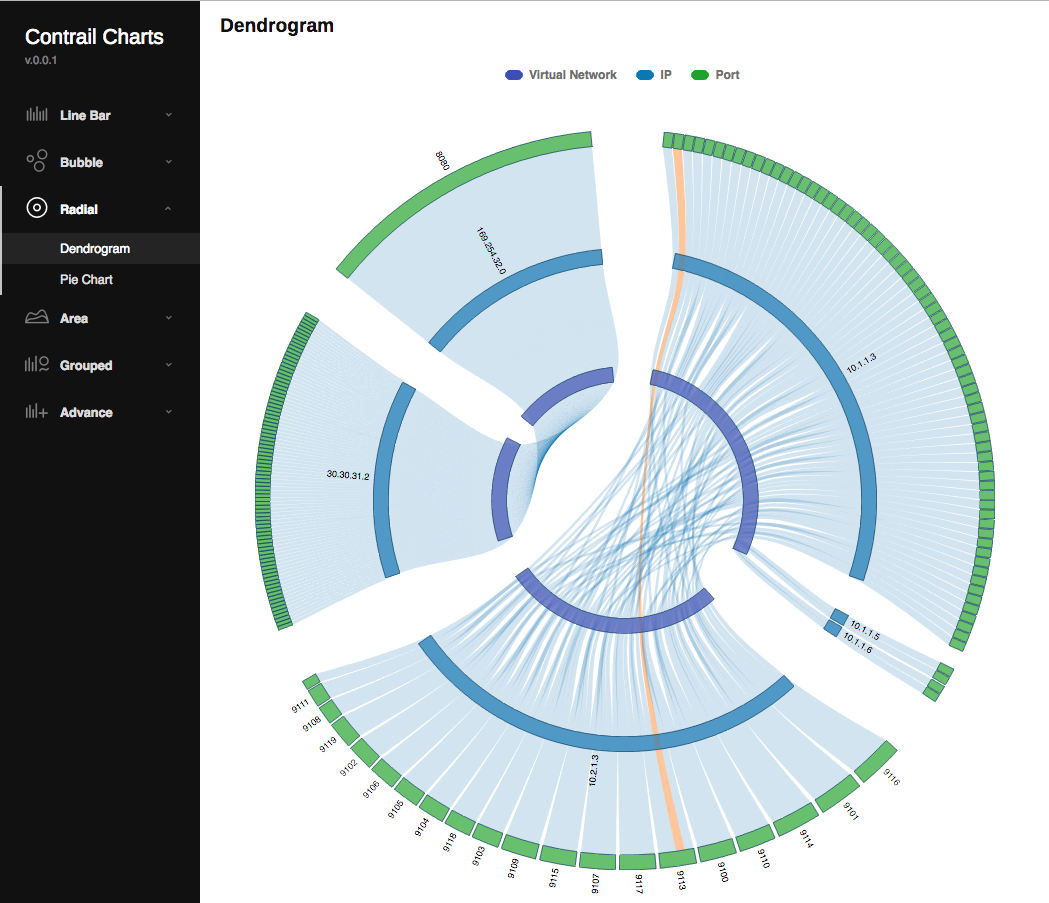 Contrail Charts
v.0.0.1
Line Bar
Bubble
Radial
Dendrogram
Pie Chart
Area
Grouped
Advance
Dendrogram
Virtual Network IP Port
8080
169.254.32.0
10.1.1.3
30.30.31.2
10.1.1.5
10.1.1.6
10.2.1.3
9111
9108
9119
9102
9106
9105
9104
9118
9103
9109
9115
9107
9117
9113
9100
9110
9114
9101
9116